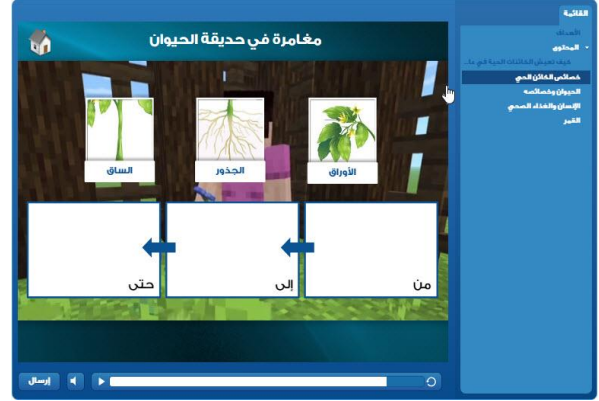 مغامرة في حديقة الحيوان
الأوراق
الجذور
الساق
من
إلى
حتى
إرسال
القائمة
الأهداف
المحتوى
كيف تعيش الكائنات الحية في عا...
خصائص الكائن الحي
الحيوان وخصائصه
الإنسان والغذاء الصحي
القمر